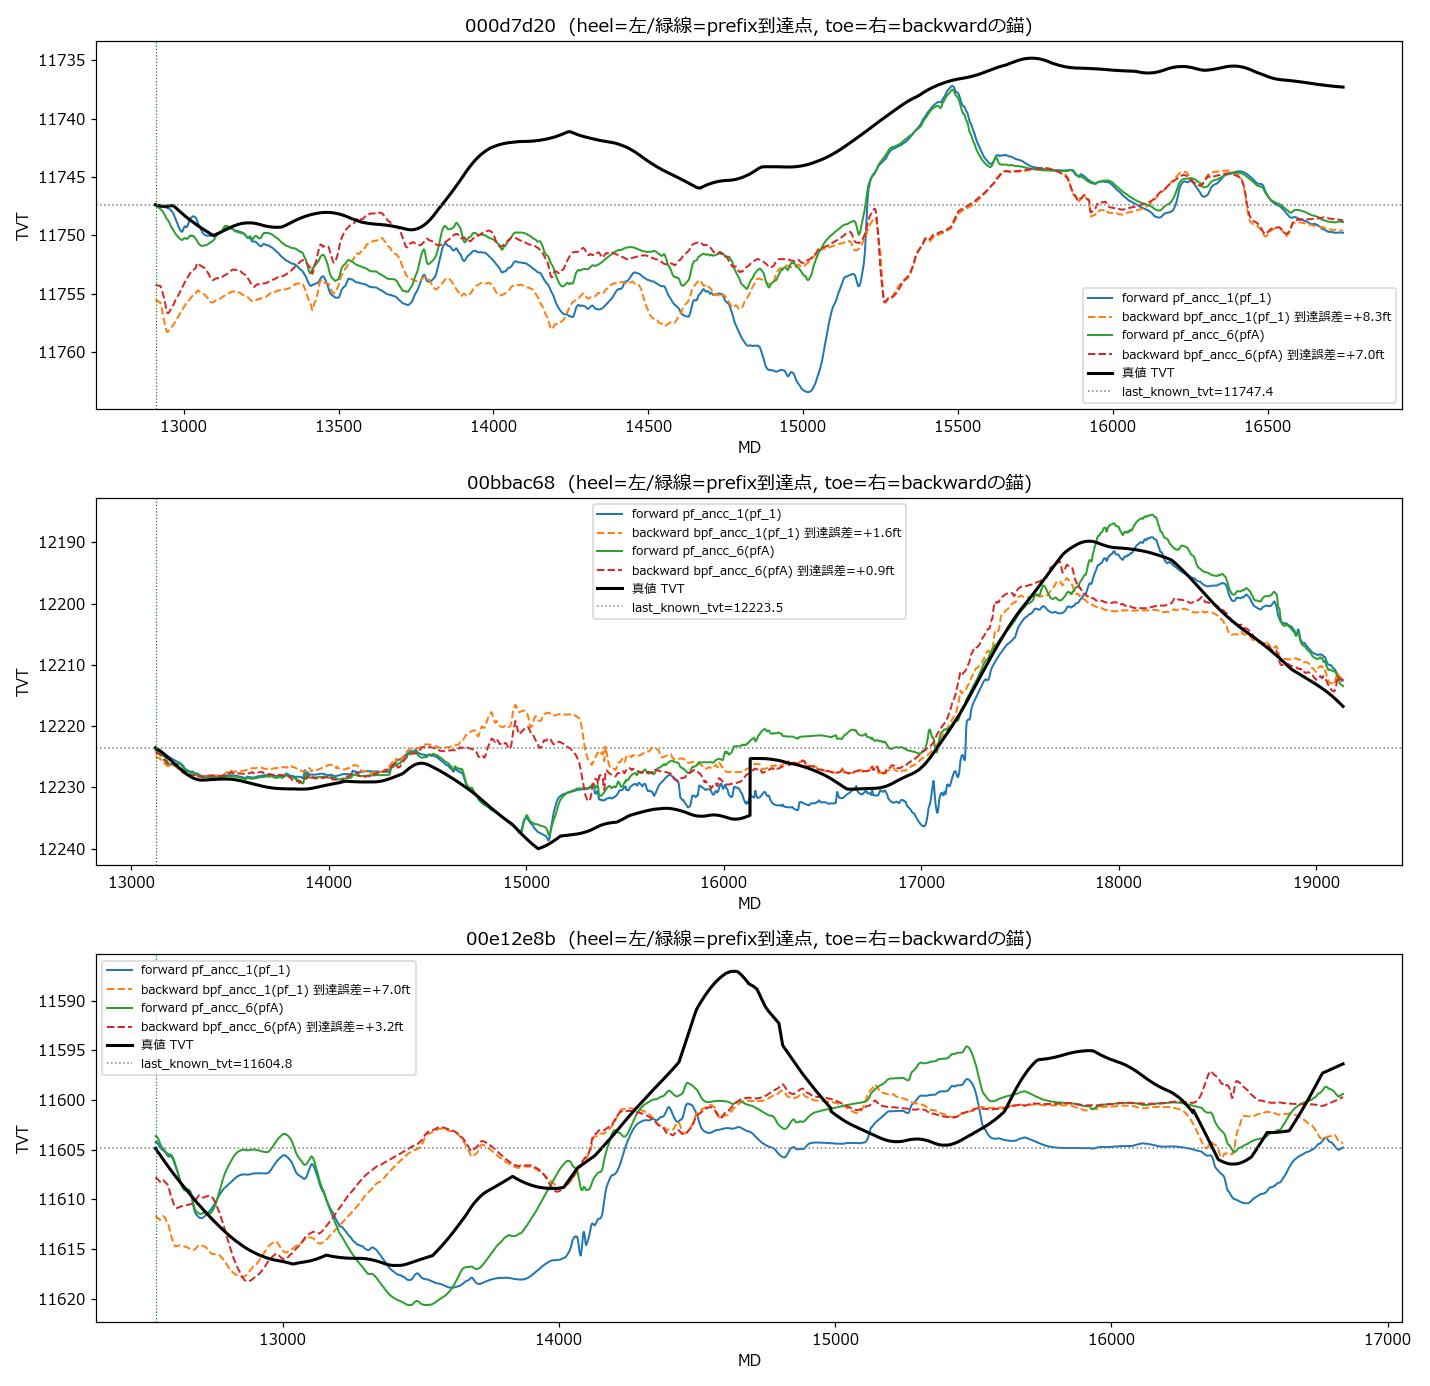 000d7d20 (heel=左/緑線=prefix到達点, toe=右=backwardの錨)
TVT
11735
11740
11745
11750
11755
11760
forward pf_ancc_1(pf_1)
backward bpf_ancc_1(pf_1) 到達誤差=+8.3ft
forward pf_ancc_6(pfA)
backward bpf_ancc_6(pfA) 到達誤差=+7.0ft
真値 TVT
last_known_tvt=11747.4
13000 13500 14000 14500 15000 15500 16000 16500
MD
00bbac68 (heel=左/緑線=prefix到達点, toe=右=backwardの錨)
TVT
12190
12200
12210
12220
12230
12240
forward pf_ancc_1(pf_1)
backward bpf_ancc_1(pf_1) 到達誤差=+1.6ft
forward pf_ancc_6(pfA)
backward bpf_ancc_6(pfA) 到達誤差=+0.9ft
真値 TVT
last_known_tvt=12223.5
13000 14000 15000 16000 17000 18000 19000
MD
00e12e8b (heel=左/緑線=prefix到達点, toe=右=backwardの錨)
TVT
11590
11595
11600
11605
11610
11615
11620
forward pf_ancc_1(pf_1)
backward bpf_ancc_1(pf_1) 到達誤差=+7.0ft
forward pf_ancc_6(pfA)
backward bpf_ancc_6(pfA) 到達誤差=+3.2ft
真値 TVT
last_known_tvt=11604.8
13000 14000 15000 16000 17000
MD